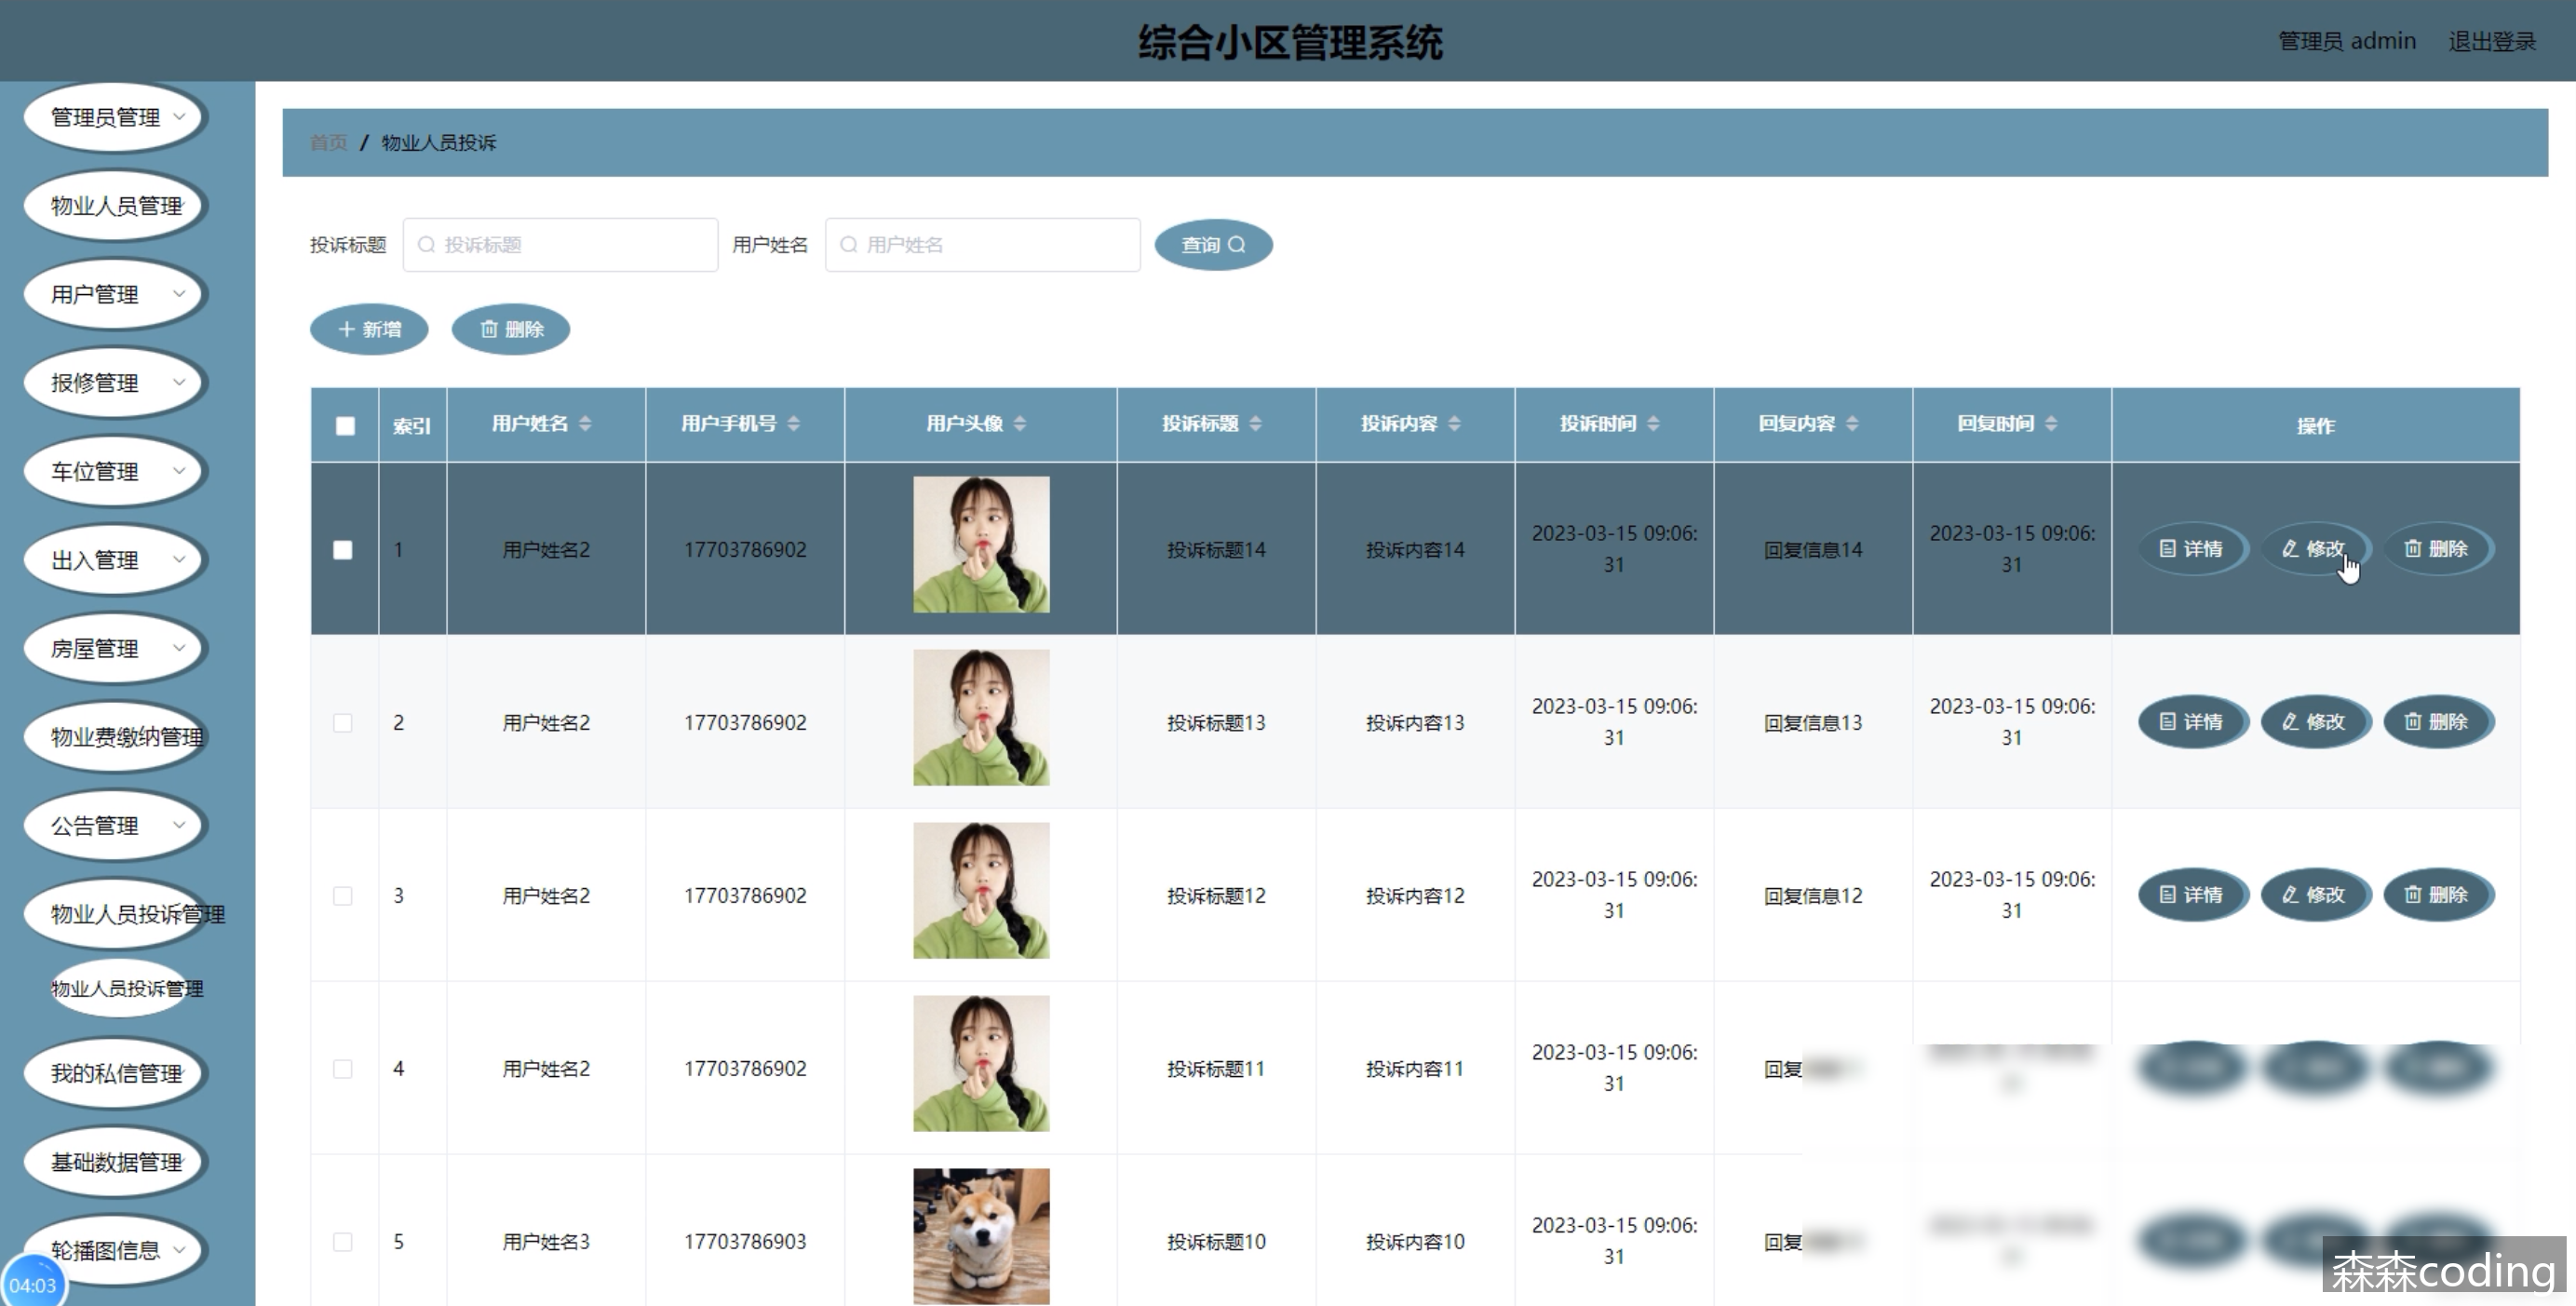 综合小区管理系统
管理员 admin
退出登录
管理员管理
物业人员管理
用户管理
报修管理
车位管理
出入管理
房屋管理
物业费缴纳管理
公告管理
物业人员投诉管理
物业人员投诉管理
我的私信管理
基础数据管理
轮播图信息
04:03
首页 / 物业人员投诉
投诉标题 投诉标题 用户姓名 用户姓名 查询
新增 删除
索引 用户姓名 用户手机号 用户头像 投诉标题 投诉内容 投诉时间 回复内容 回复时间 操作
1 用户姓名2 17703786902 投诉标题14 投诉内容14 2023-03-15 09:06:31 回复信息14 2023-03-15 09:06:31 详情 修改 删除
2 用户姓名2 17703786902 投诉标题13 投诉内容13 2023-03-15 09:06:31 回复信息13 2023-03-15 09:06:31 详情 修改 删除
3 用户姓名2 17703786902 投诉标题12 投诉内容12 2023-03-15 09:06:31 回复信息12 2023-03-15 09:06:31 详情 修改 删除
4 用户姓名2 17703786902 投诉标题11 投诉内容11 2023-03-15 09:06:31 回复
5 用户姓名3 17703786903 投诉标题10 投诉内容10 2023-03-15 09:06:31 回复
森森coding